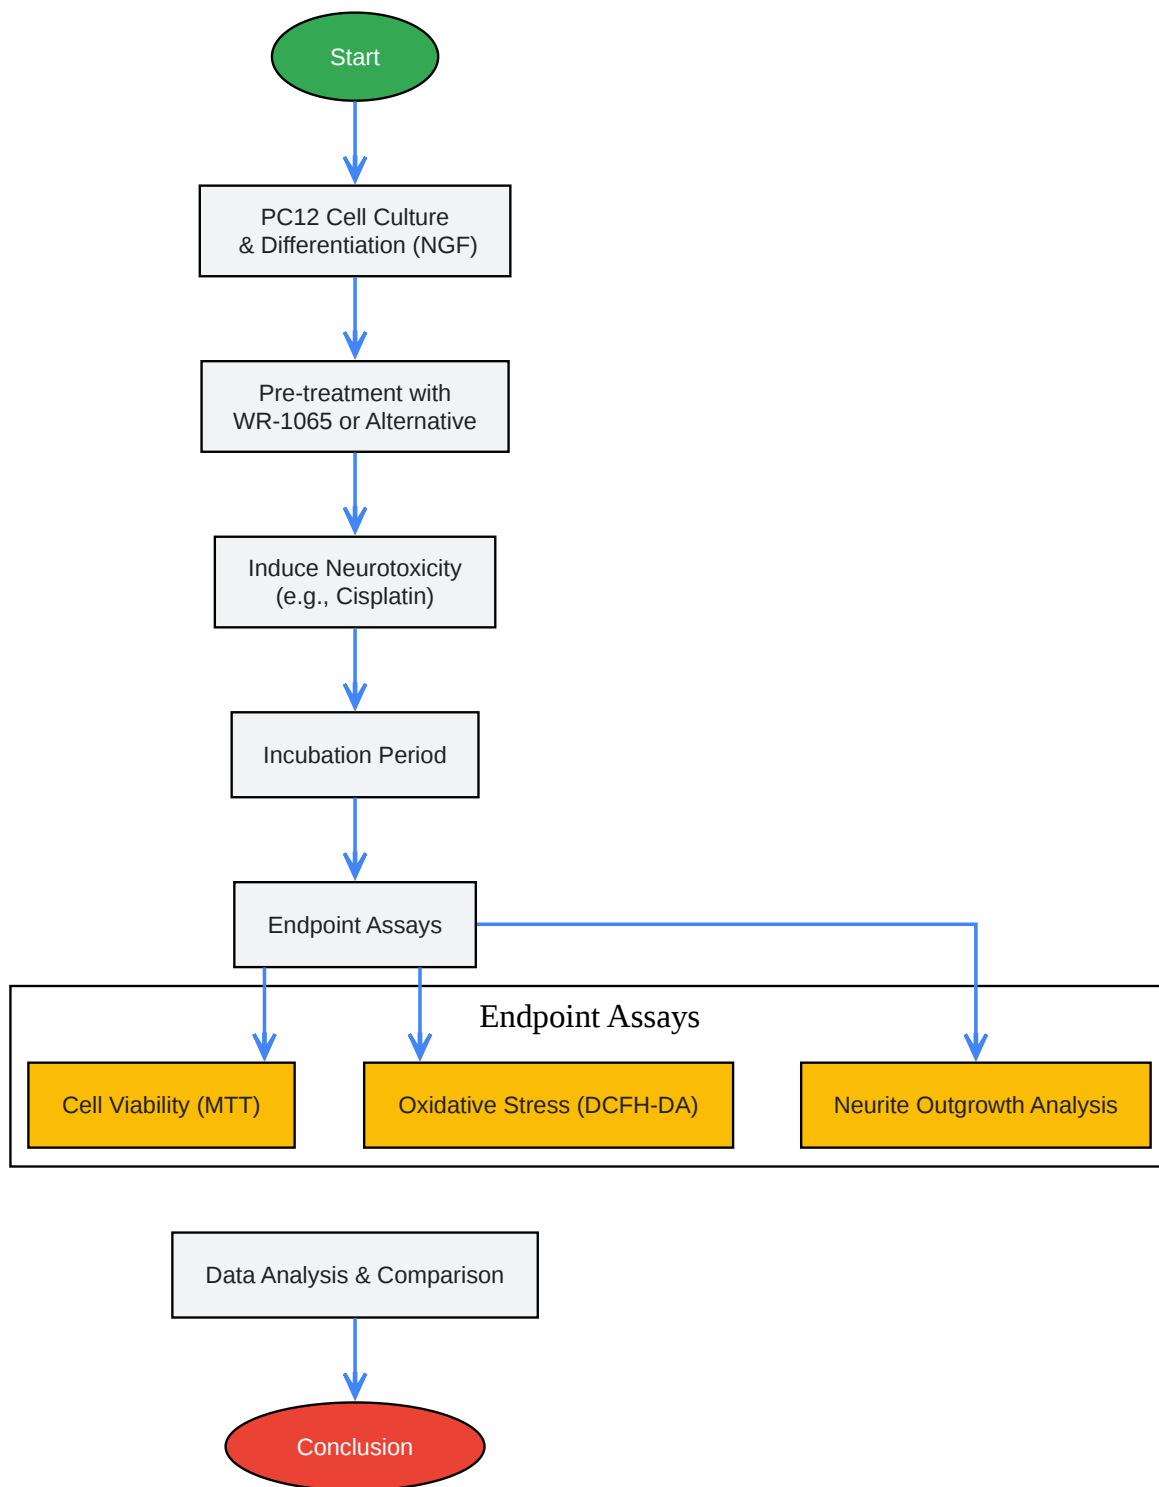 Start
PC12 Cell Culture
& Differentiation (NGF)
Pre-treatment with
WR-1065 or Alternative
Induce Neurotoxicity
(e.g., Cisplatin)
Incubation Period
Endpoint Assays
Endpoint Assays
Cell Viability (MTT)
Oxidative Stress (DCFH-DA)
Neurite Outgrowth Analysis
Data Analysis & Comparison
Conclusion